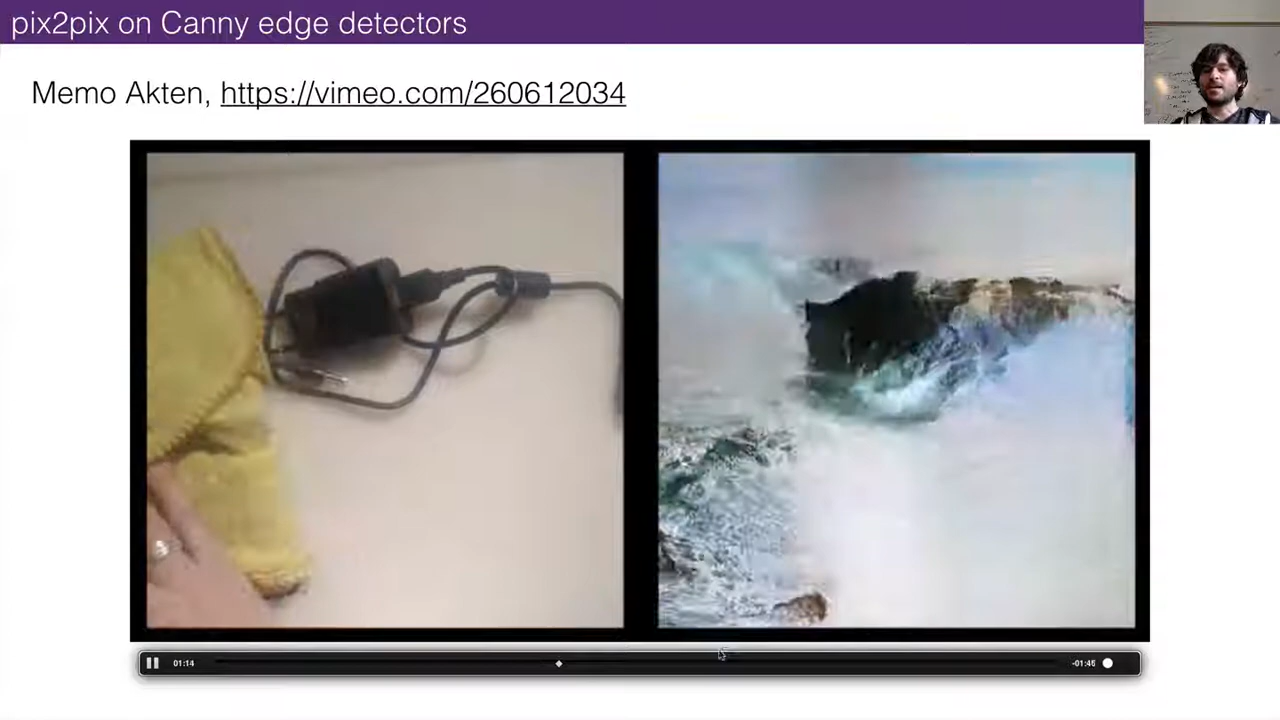 pix2pix on Canny edge detectors
Memo Akten, https://vimeo.com/260612034
01:14
-01:45